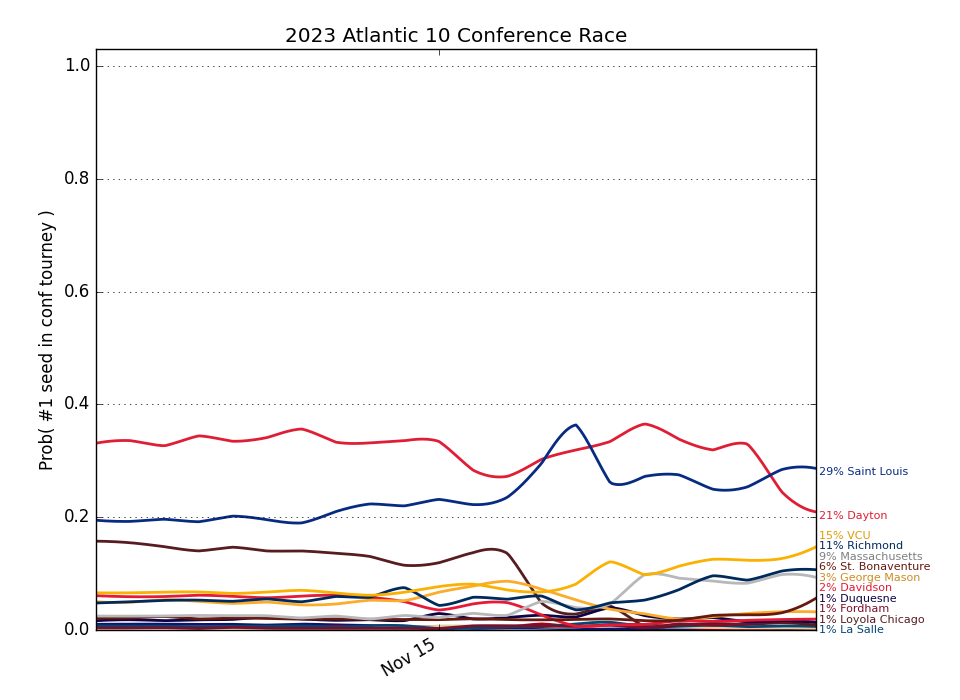 2023 Atlantic 10 Conference Race
Prob( #1 seed in conf tourney )
1.0
0.8
0.6
0.4
0.2
0.0
Nov 15
29% Saint Louis
21% Dayton
15% VCU
11% Richmond
9% Massachusetts
6% St. Bonaventure
3% George Mason
2% Davidson
1% Duquesne
1% Fordham
1% Loyola Chicago
1% La Salle